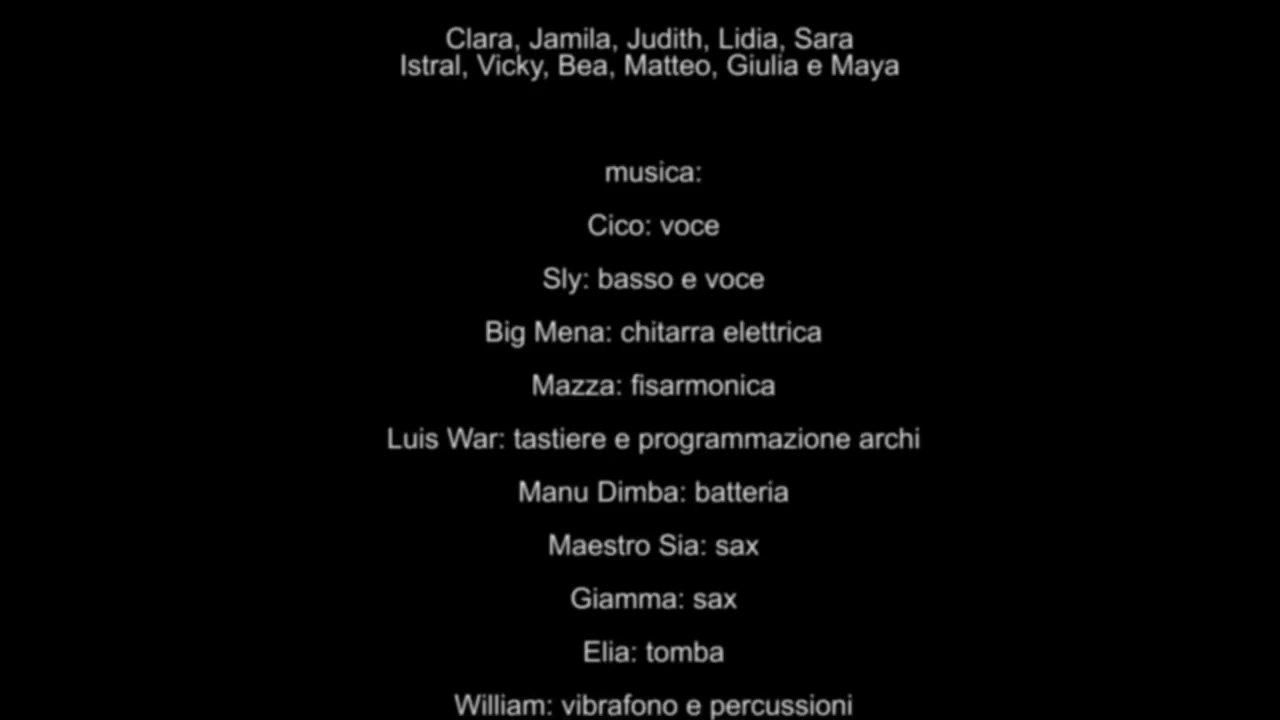 Clara, Jamila, Judith, Lidia, Sara
Istral, Vicky, Bea, Matteo, Giulia e Maya
musica:
Cico: voce
Sly: basso e voce
Big Mena: chitarra elettrica
Mazza: fisarmonica
Luis War: tastiere e programmazione archi
Manu Dimba: batteria
Maestro Sia: sax
Giamma: sax
Elia: tomba
William: vibrafono e percussioni